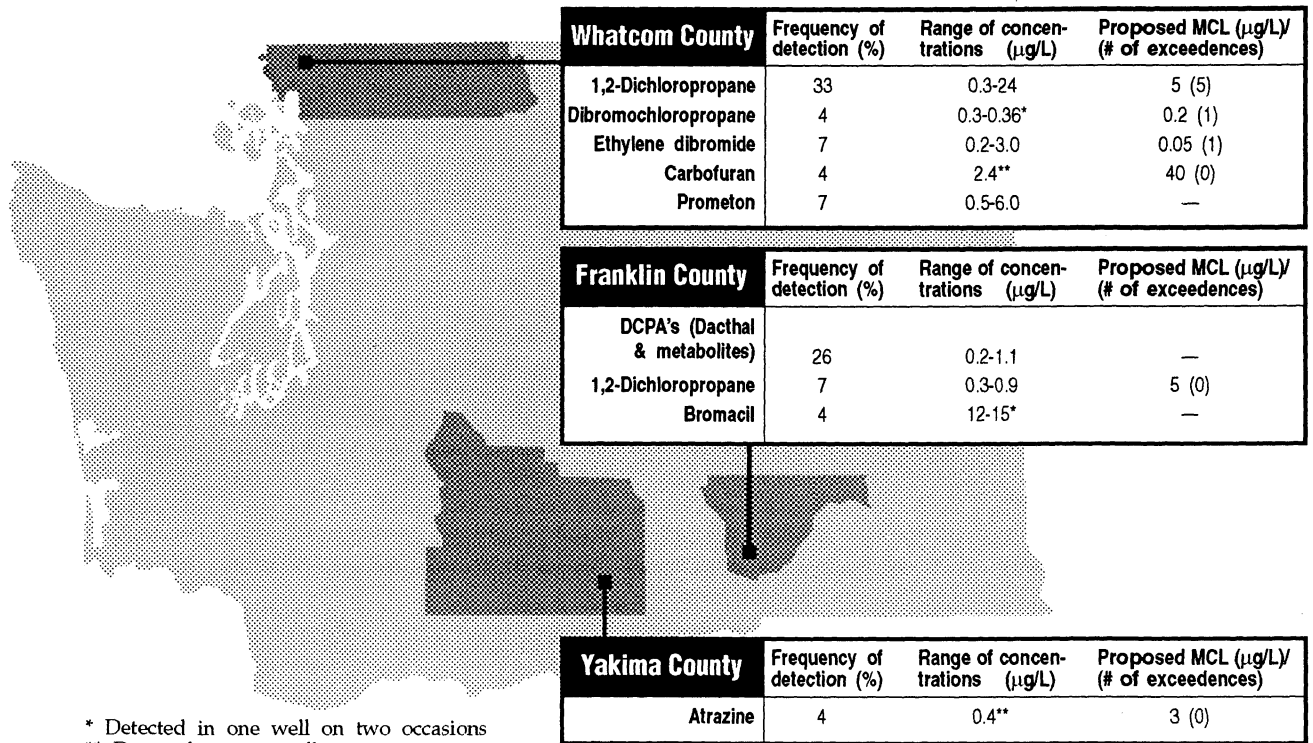 Whatcom County Frequency of detection (%) Range of concentrations (µg/L) Proposed MCL (µg/L)/ (# of exceedences)
1,2-Dichloropropane 33 0.3-24 5 (5)
Dibromochloropropane 4 0.3-0.36* 0.2 (1)
Ethylene dibromide 7 0.2-3.0 0.05 (1)
Carbofuran 4 2.4** 40 (0)
Prometon 7 0.5-6.0 —
Franklin County Frequency of detection (%) Range of concentrations (µg/L) Proposed MCL (µg/L)/ (# of exceedences)
DCPA's (Dacthal
& metabolites) 26 0.2-1.1 —
1,2-Dichloropropane 7 0.3-0.9 5 (0)
Bromacil 4 12-15* —
Yakima County Frequency of detection (%) Range of concentrations (µg/L) Proposed MCL (µg/L)/ (# of exceedences)
Atrazine 4 0.4** 3 (0)
* Detected in one well on two occasions